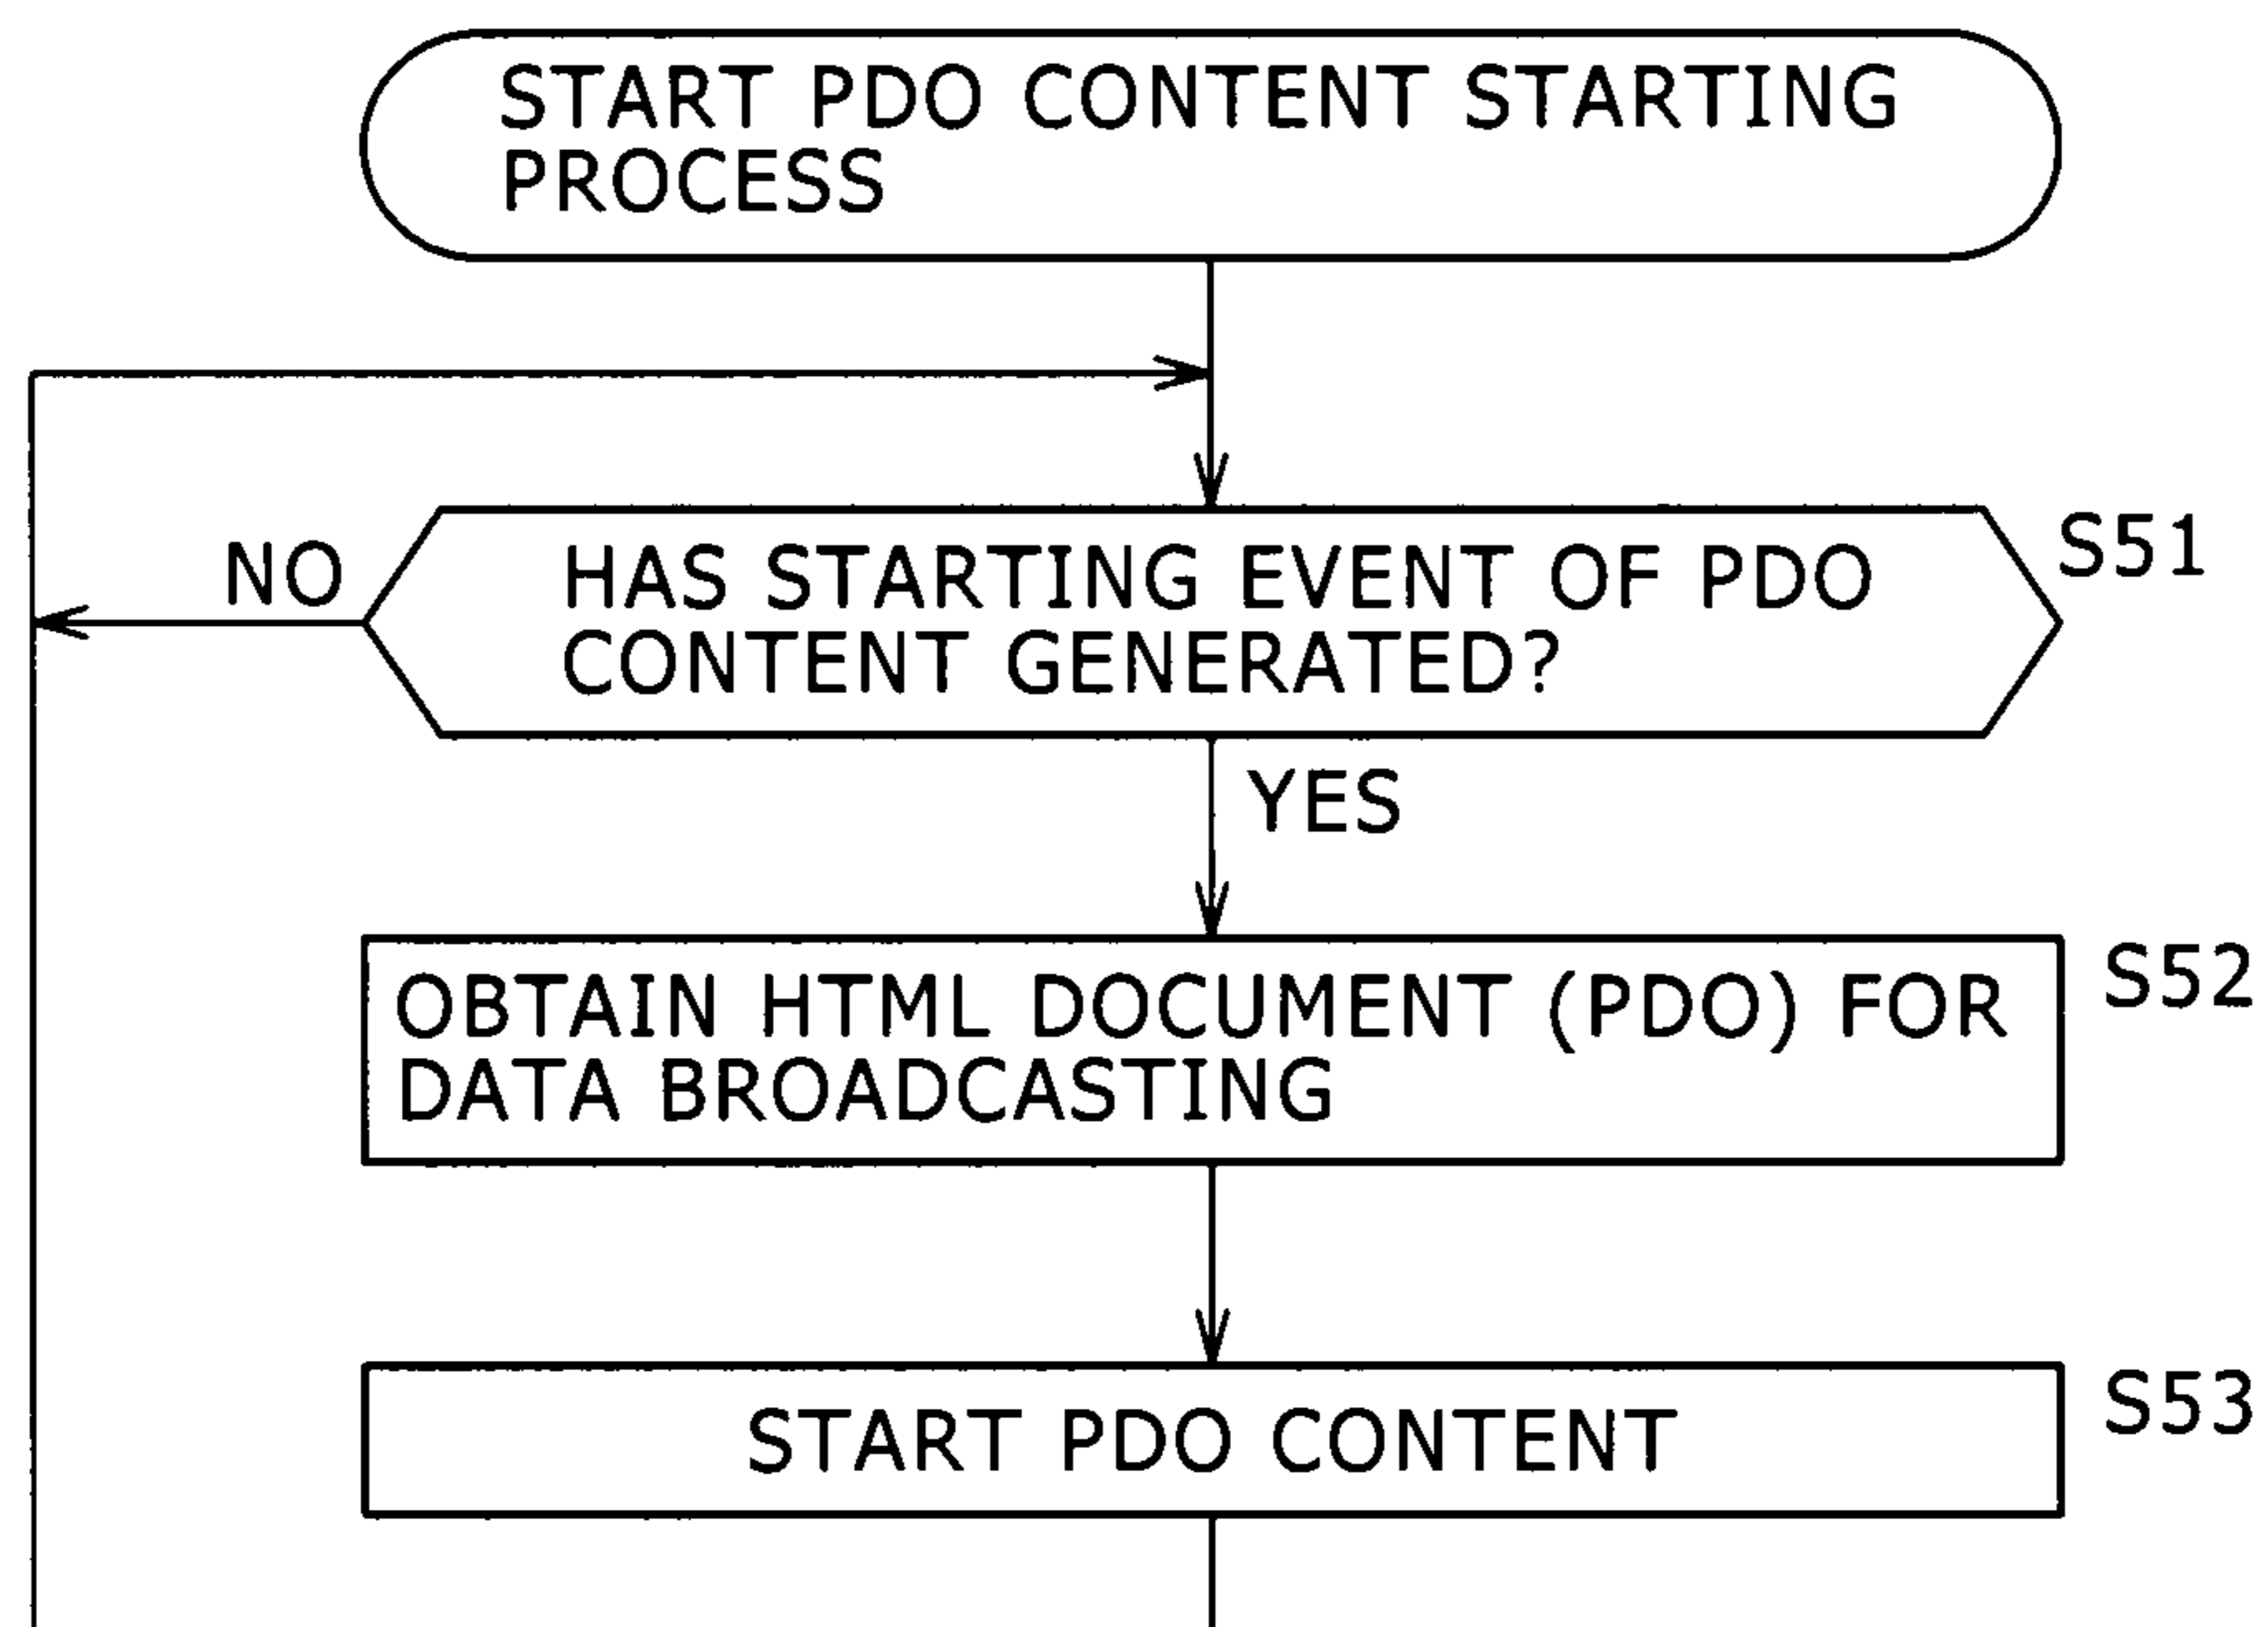 START PDO CONTENT STARTING
PROCESS
NO
HAS STARTING EVENT OF PDO
CONTENT GENERATED?
S51
YES
OBTAIN HTML DOCUMENT (PDO) FOR
DATA BROADCASTING
S52
START PDO CONTENT
S53